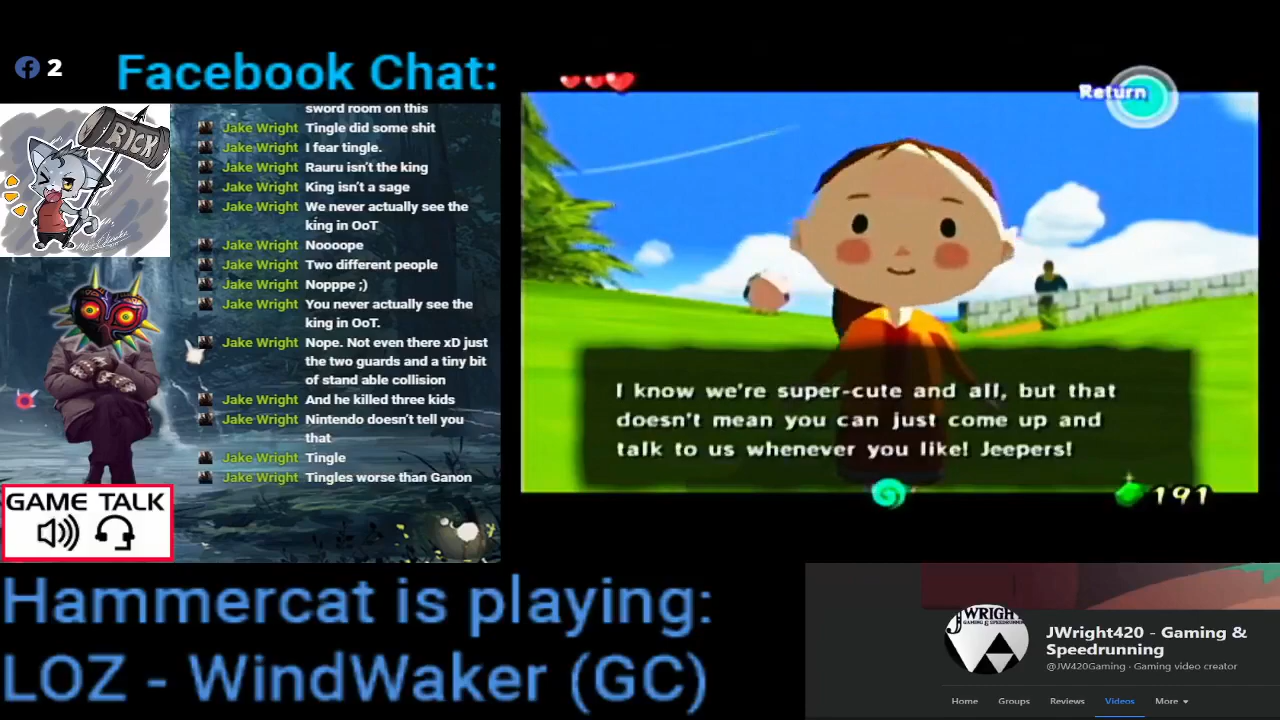 2
Facebook Chat:
sword room on this
Jake Wright Tingle did some shit
Jake Wright I fear tingle.
Jake Wright Rauru isn't the king
Jake Wright King isn't a sage
Jake Wright We never actually see the
king in OoT
Jake Wright Noooope
Jake Wright Two different people
Jake Wright Nopppe ;)
Jake Wright You never actually see the
king in OoT.
Jake Wright Nope. Not even there xD just
the two guards and a tiny bit
of stand able collision
Jake Wright And he killed three kids
Jake Wright Nintendo doesn't tell you
that
Jake Wright Tingle
Jake Wright Tingles worse than Ganon
RICK
GAME TALK
Return
I know we're super-cute and all, but that
doesn't mean you can just come up and
talk to us whenever you like! Jeepers!
191
Hammercat is playing:
LOZ - WindWaker (GC)
JWRIGHT
GAMING & SPEEDRUNNING
JWright420 - Gaming &
Speedrunning
@JW420Gaming · Gaming video creator
Home Groups Reviews Videos More